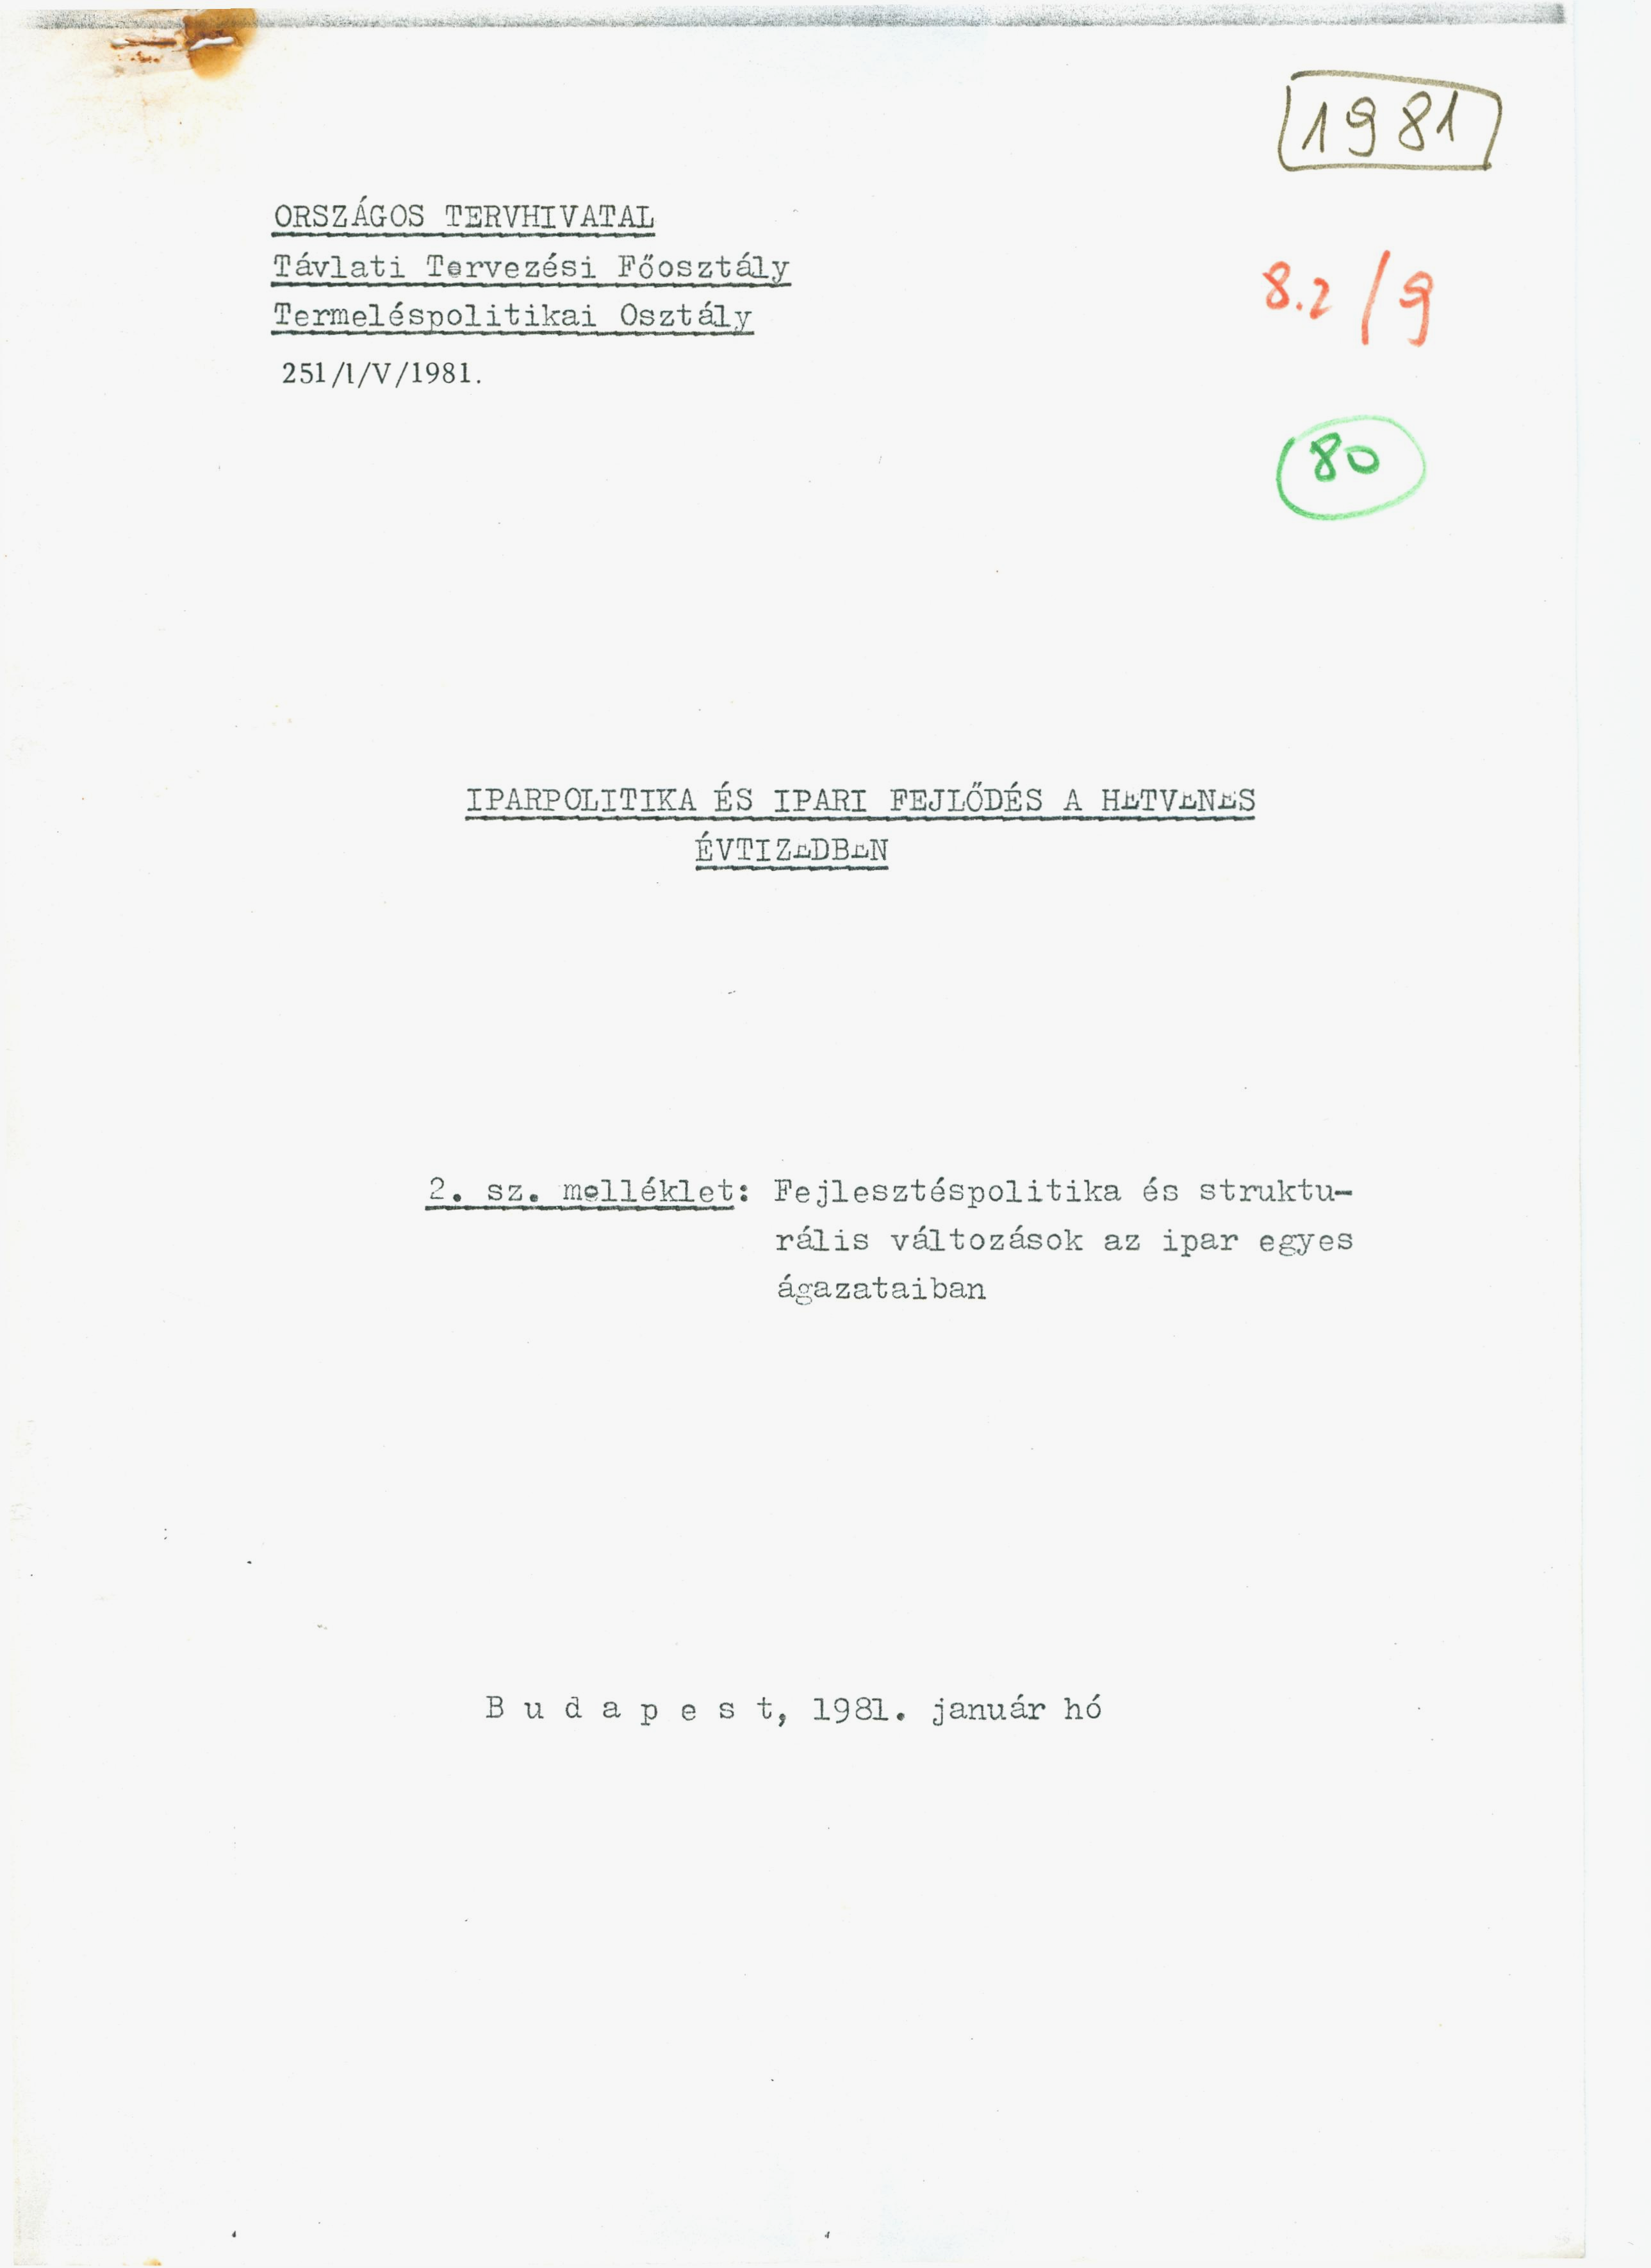 1981
ORSZÁGOS TERVHIVATAL
Távlati Tervezési Főosztály
8.2/9
Termeléspolitikai Osztály
251/1/V/1981.
80
IPARPOLITIKA ÉS IPARI FEJLŐDÉS A HETVENES
ÉVTIZEDBEN
2. sz. melléklet: Fejlesztéspolitika és struktu-
rális változások az ipar egyes
ágazataiban
Budapest, 1981. január hó